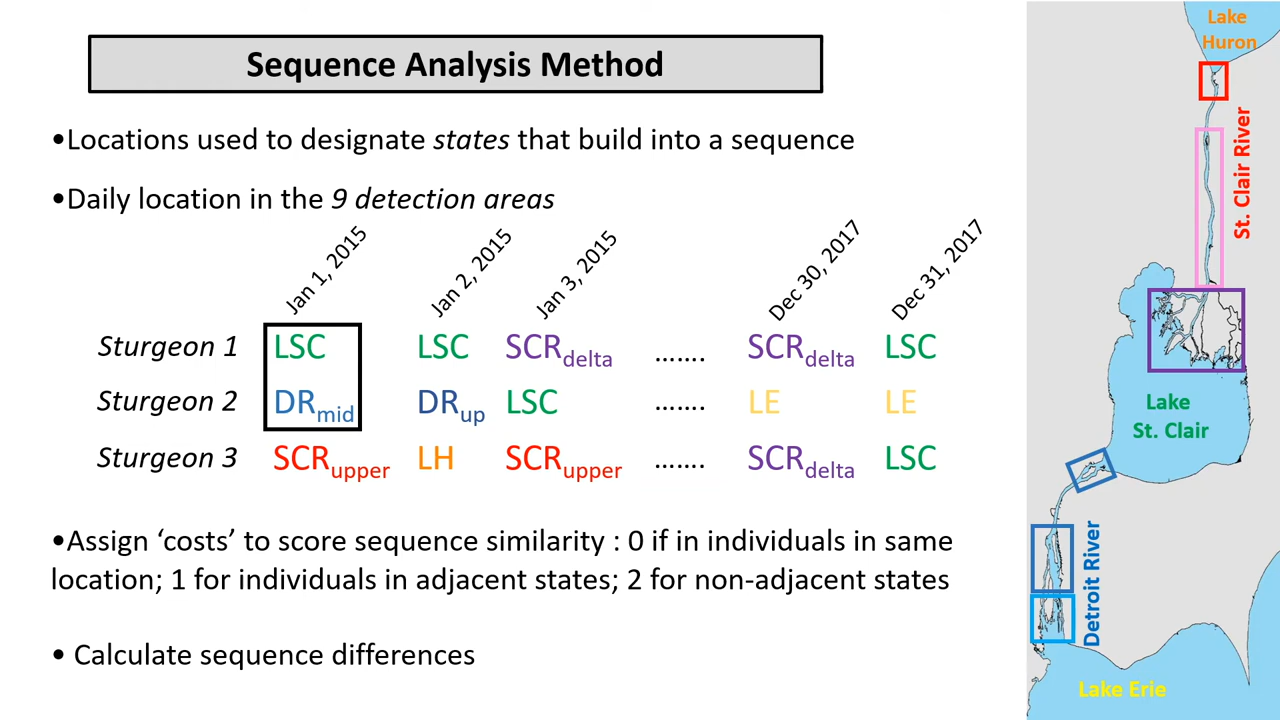 Sequence Analysis Method
•Locations used to designate states that build into a sequence
•Daily location in the 9 detection areas
Jan 1, 2015 Jan 2, 2015 Jan 3, 2015 Dec 30, 2017 Dec 31, 2017
Sturgeon 1 LSC LSC SCRdelta ....... SCRdelta LSC
Sturgeon 2 DRmid DRup LSC ....... LE LE
Sturgeon 3 SCRupper LH SCRupper ....... SCRdelta LSC
•Assign ‘costs’ to score sequence similarity : 0 if in individuals in same
location; 1 for individuals in adjacent states; 2 for non-adjacent states
• Calculate sequence differences
Lake
Huron
St. Clair River
Lake
St. Clair
Detroit River
Lake Erie